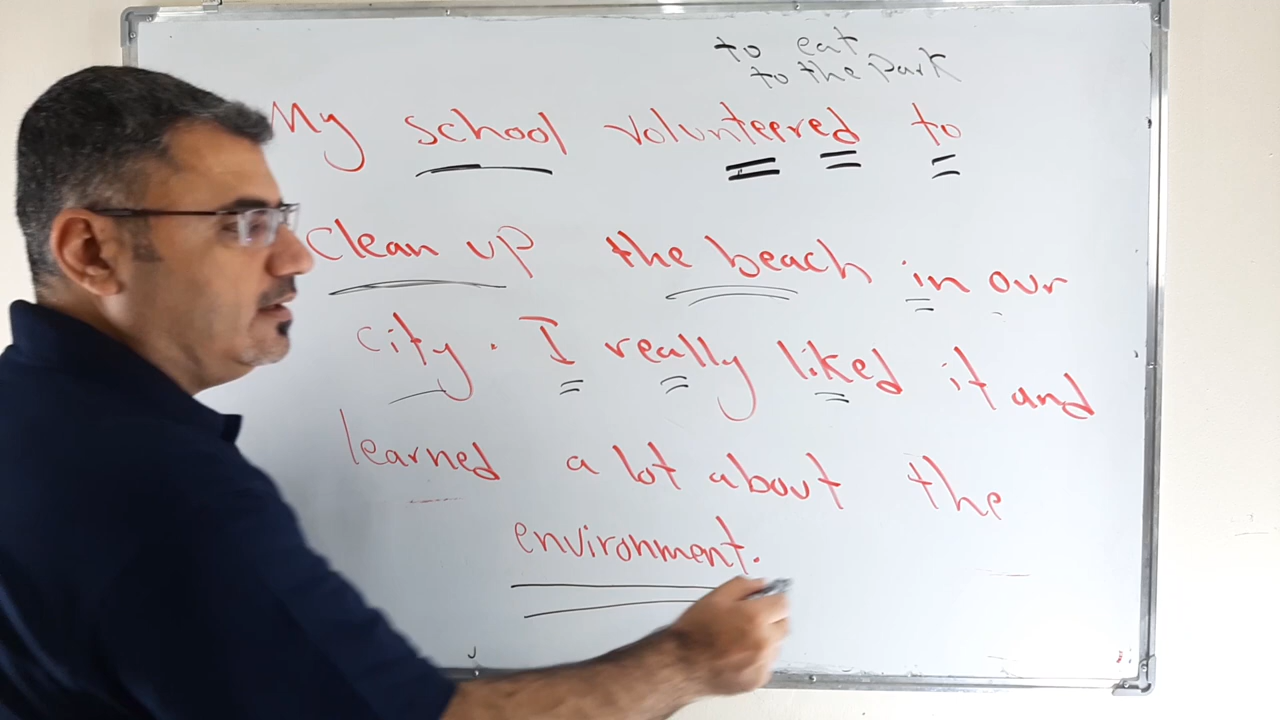 to eat
to the park
My school volunteered to
clean up the beach in our
city. I really liked it and
learned a lot about the
environment.